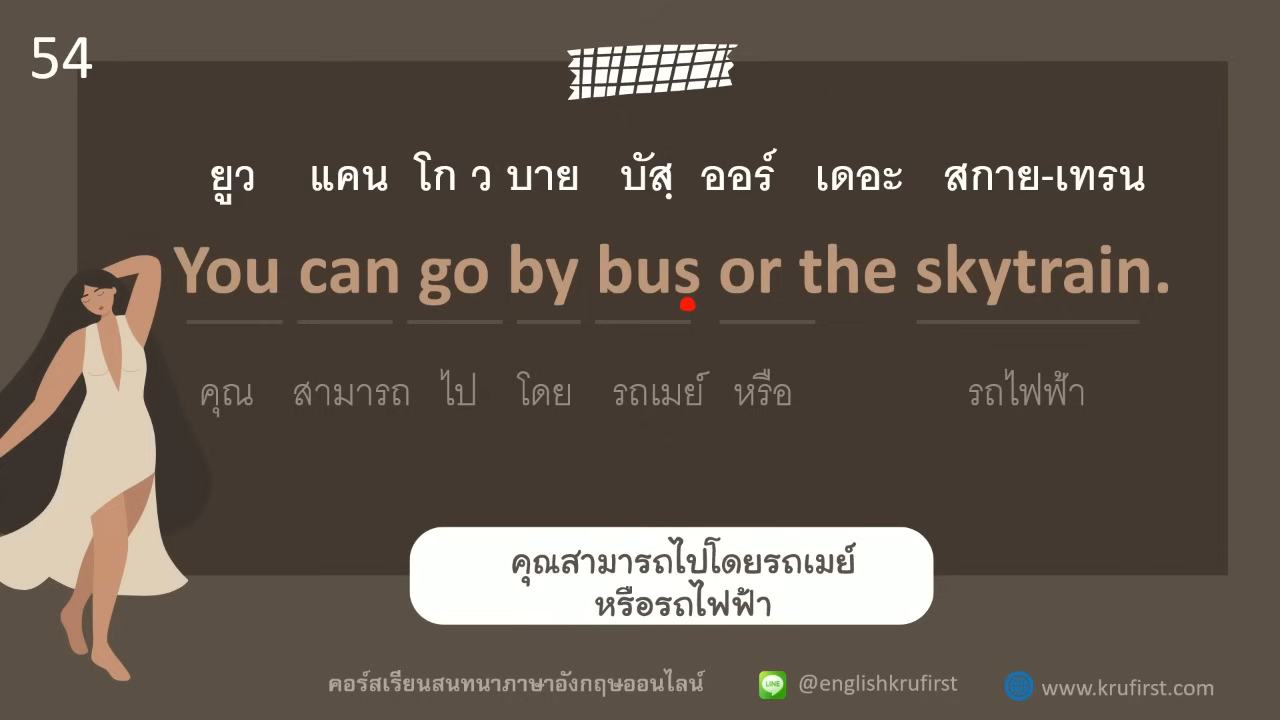 54
ยูว แคน โก ว บาย บัสฺ ออร์ เดอะ สกาย-เทรน
You can go by bus or the skytrain.
คุณ สามารถ ไป โดย รถเมย์ หรือ รถไฟฟ้า
คุณสามารถไปโดยรถเมย์
หรือรถไฟฟ้า
คอร์สเรียนสนทนาภาษาอังกฤษออนไลน์ LINE @englishkrufirst www.krufirst.com